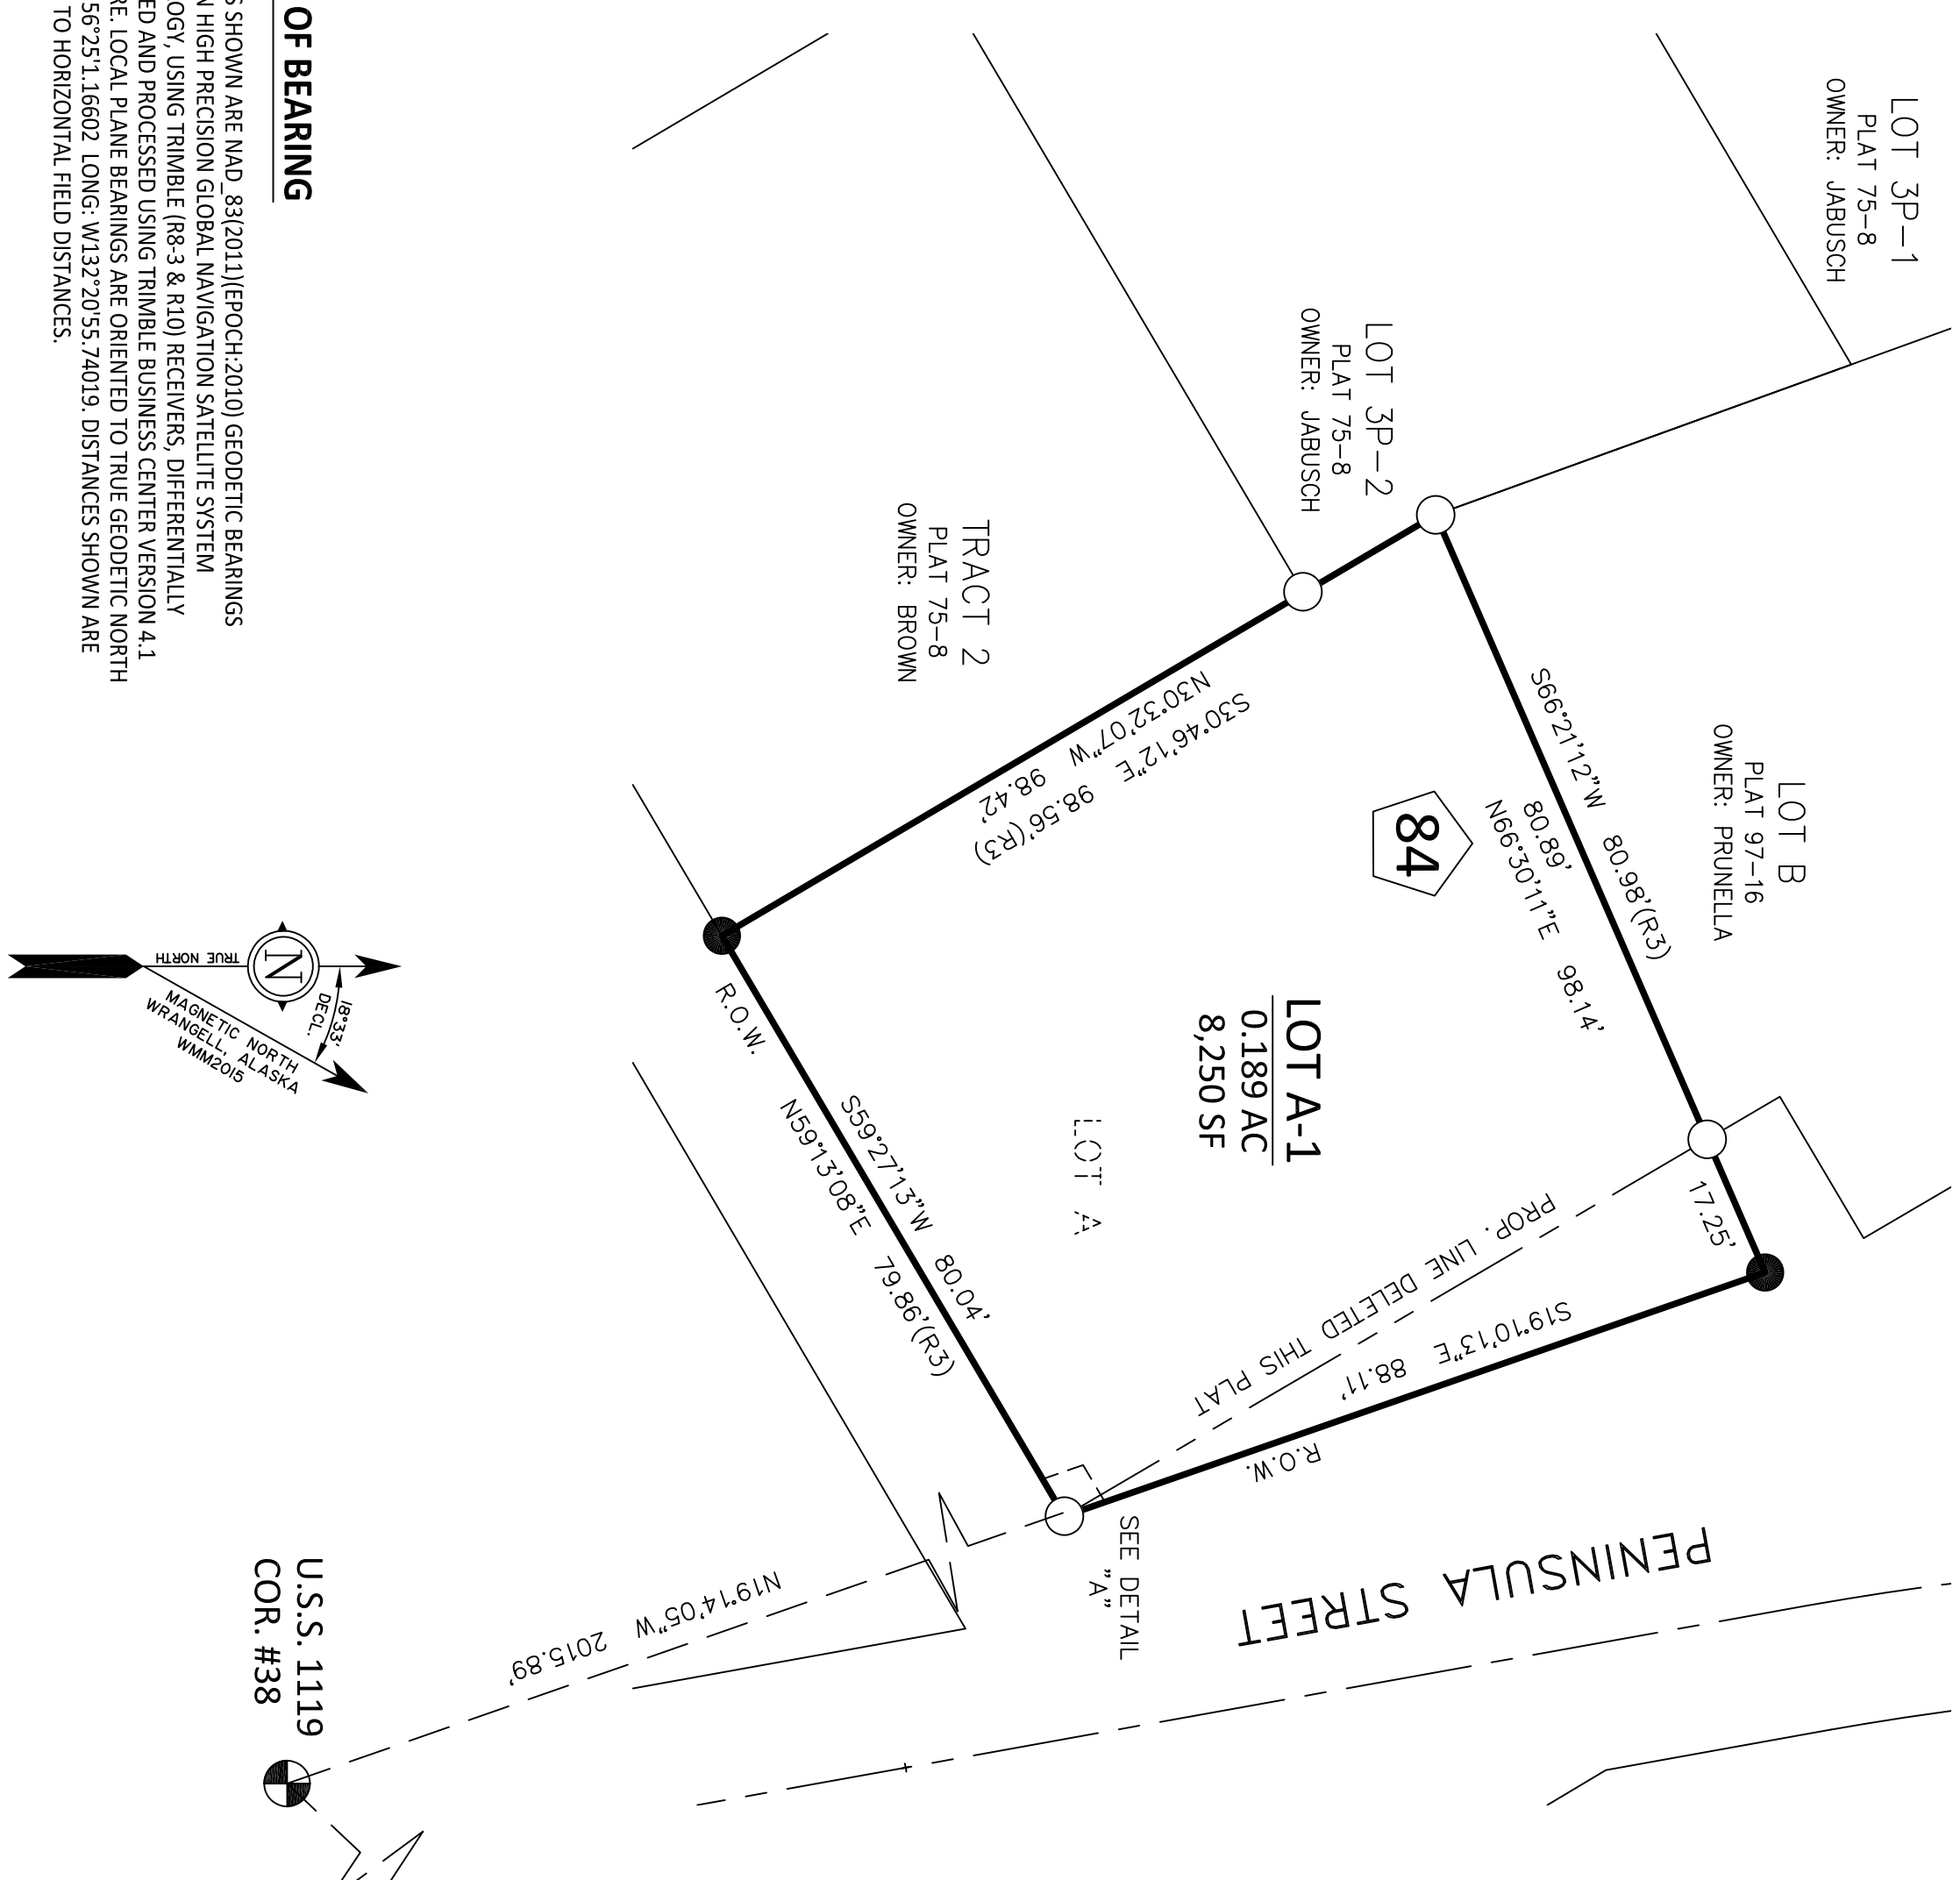 LOT 3P–1
PLAT 75–8
OWNER: JABUSCH
LOT 3P–2
PLAT 75–8
OWNER: JABUSCH
LOT B
PLAT 97–16
OWNER: PRUNELLA
TRACT 2
PLAT 75–8
OWNER: BROWN
S66°21'12"W 80.98'(R3)
80.89'
N66°30'11"E 98.14'
17.25'
N30°32'07"W 98.42'
S30°46'12"E 98.56'(R3)
84
LOT A-1
0.189 AC
8,250 SF
LOT A
PROP. LINE DELETED THIS PLAT
S19°10'13"E 88.11'
R.O.W.
S59°27'13"W 80.04'
N59°13'08"E 79.86'(R3)
R.O.W.
SEE DETAIL
"A"
PENINSULA STREET
N19°14'05"W 2015.89'
U.S.S. 1119
COR. #38
OF BEARING
SHOWN ARE NAD_83(2011)(EPOCH:2010) GEODETIC BEARINGS
HIGH PRECISION GLOBAL NAVIGATION SATELLITE SYSTEM
OGY, USING TRIMBLE (R8-3 & R10) RECEIVERS, DIFFERENTIALLY
ED AND PROCESSED USING TRIMBLE BUSINESS CENTER VERSION 4.1
RE. LOCAL PLANE BEARINGS ARE ORIENTED TO TRUE GEODETIC NORTH
56°25'1.16602 LONG: W132°20'55.74019. DISTANCES SHOWN ARE
TO HORIZONTAL FIELD DISTANCES.
TRUE NORTH
N
18°33'
DECL.
MAGNETIC NORTH
WRANGELL, ALASKA
WMM2015